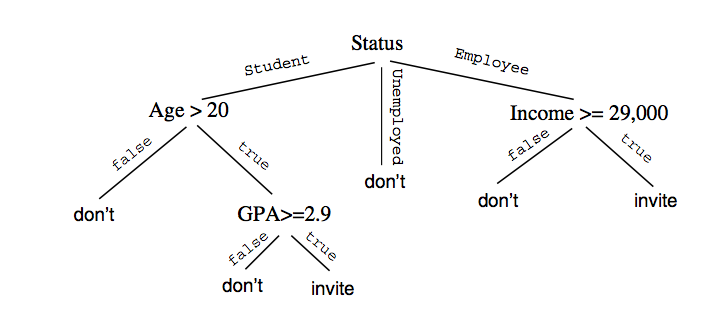 Status
Student
Unemployed
Employee
Age > 20
Income >= 29,000
false
true
false
true
don't
GPA>=2.9
don't
don't
invite
false
true
don't
invite